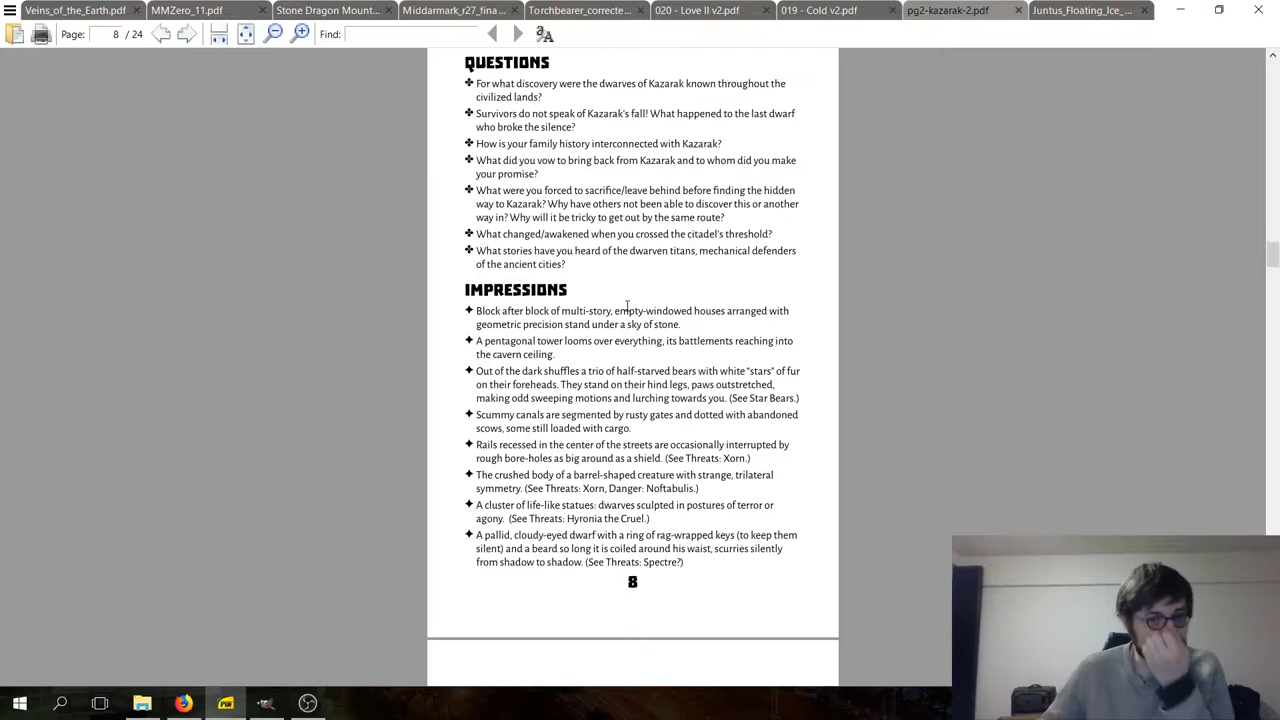 Veins_of_the_Earth.pdf
MMZero_11.pdf
Stone Dragon Mount...
Middarmark_r27_fina...
Torchbearer_correcte...
020 - Love II v2.pdf
019 - Cold v2.pdf
pg2-kazarak-2.pdf
Juntus_Floating_Ice_...
Page: 8 / 24 Find:
QUESTIONS
For what discovery were the dwarves of Kazarak known throughout the
civilized lands?
Survivors do not speak of Kazarak's fall! What happened to the last dwarf
who broke the silence?
How is your family history interconnected with Kazarak?
What did you vow to bring back from Kazarak and to whom did you make
your promise?
What were you forced to sacrifice/leave behind before finding the hidden
way to Kazarak? Why have others not been able to discover this or another
way in? Why will it be tricky to get out by the same route?
What changed/awakened when you crossed the citadel's threshold?
What stories have you heard of the dwarven titans, mechanical defenders
of the ancient cities?
IMPRESSIONS
Block after block of multi-story, empty-windowed houses arranged with
geometric precision stand under a sky of stone.
A pentagonal tower looms over everything, its battlements reaching into
the cavern ceiling.
Out of the dark shuffles a trio of half-starved bears with white "stars" of fur
on their foreheads. They stand on their hind legs, paws outstretched,
making odd sweeping motions and lurching towards you. (See Star Bears.)
Scummy canals are segmented by rusty gates and dotted with abandoned
scows, some still loaded with cargo.
Rails recessed in the center of the streets are occasionally interrupted by
rough bore-holes as big around as a shield. (See Threats: Xorn.)
The crushed body of a barrel-shaped creature with strange, trilateral
symmetry. (See Threats: Xorn, Danger: Noftabulis.)
A cluster of life-like statues: dwarves sculpted in postures of terror or
agony. (See Threats: Hyronia the Cruel.)
A pallid, cloudy-eyed dwarf with a ring of rag-wrapped keys (to keep them
silent) and a beard so long it is coiled around his waist, scurries silently
from shadow to shadow. (See Threats: Spectre?)
8